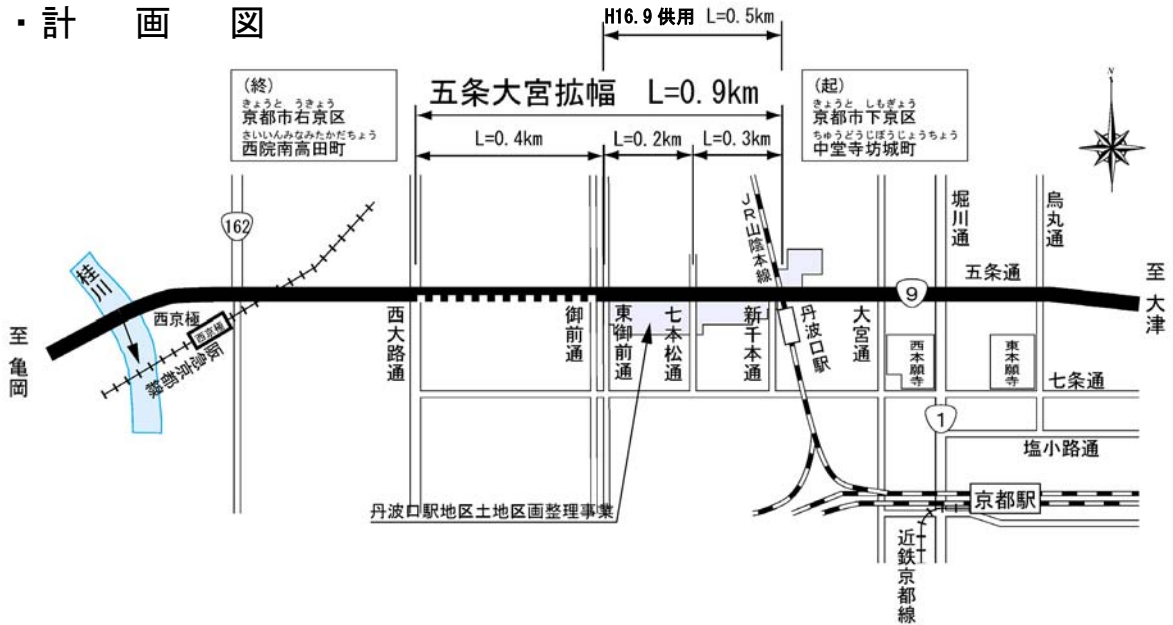 ・計画図
H16.9供用 L=0.5km
五条大宮拡幅 L=0.9km
L=0.4km
L=0.2km
L=0.3km
(終)
きょうと うきょう
京都市右京区
さいいんみなみたかだちょう
西院南高田町
(起)
きょうと しもぎょう
京都市下京区
ちゅうどうじぼうじょうちょう
中堂寺坊城町
N
162
桂川
西京極
西京極
阪急京都線
至亀岡
西大路通
御前通
東御前通
七本松通
新千本通
JR山陰本線
丹波口駅
大宮通
9
堀川通
烏丸通
五条通
至大津
西本願寺
東本願寺
七条通
1
塩小路通
京都駅
近鉄京都線
丹波口駅地区土地区画整理事業